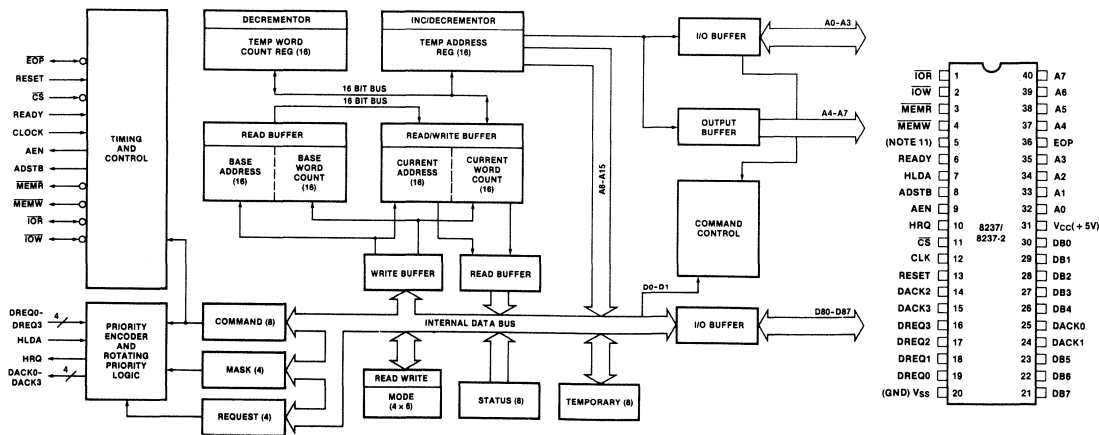 DECREMENTOR
TEMP WORD
COUNT REG (16)
INC/DECREMENTOR
TEMP ADDRESS
REG (16)
16 BIT BUS
16 BIT BUS
READ BUFFER
BASE
ADDRESS
(16)
BASE
WORD
COUNT
(16)
READ/WRITE BUFFER
CURRENT
ADDRESS
(16)
CURRENT
WORD
COUNT
(16)
WRITE BUFFER
READ BUFFER
TIMING
AND
CONTROL
EOP
RESET
CS
READY
CLOCK
AEN
ADSTB
MEMR
MEMW
IOR
IOW
DREQ0-
DREQ3
4
HLDA
HRQ
DACK0-
DACK3
4
PRIORITY
ENCODER
AND
ROTATING
PRIORITY
LOGIC
COMMAND (8)
MASK (4)
REQUEST (4)
INTERNAL DATA BUS
READ WRITE
MODE
(4 x 6)
STATUS (8)
TEMPORARY (8)
A8-A15
I/O BUFFER
A0-A3
OUTPUT
BUFFER
A4-A7
COMMAND
CONTROL
D0-D1
I/O BUFFER
D80-D87
IOR 1
IOW 2
MEMR 3
MEMW 4
(NOTE 11) 5
READY 6
HLDA 7
ADSTB 8
AEN 9
HRQ 10
CS 11
CLK 12
RESET 13
DACK2 14
DACK3 15
DREQ3 16
DREQ2 17
DREQ1 18
DREQ0 19
(GND) VSS 20
8237/
8237-2
40 A7
39 A6
38 A5
37 A4
36 EOP
35 A3
34 A2
33 A1
32 A0
31 VCC(+5V)
30 DB0
29 DB1
28 DB2
27 DB3
26 DB4
25 DACK0
24 DACK1
23 DB5
22 DB6
21 DB7